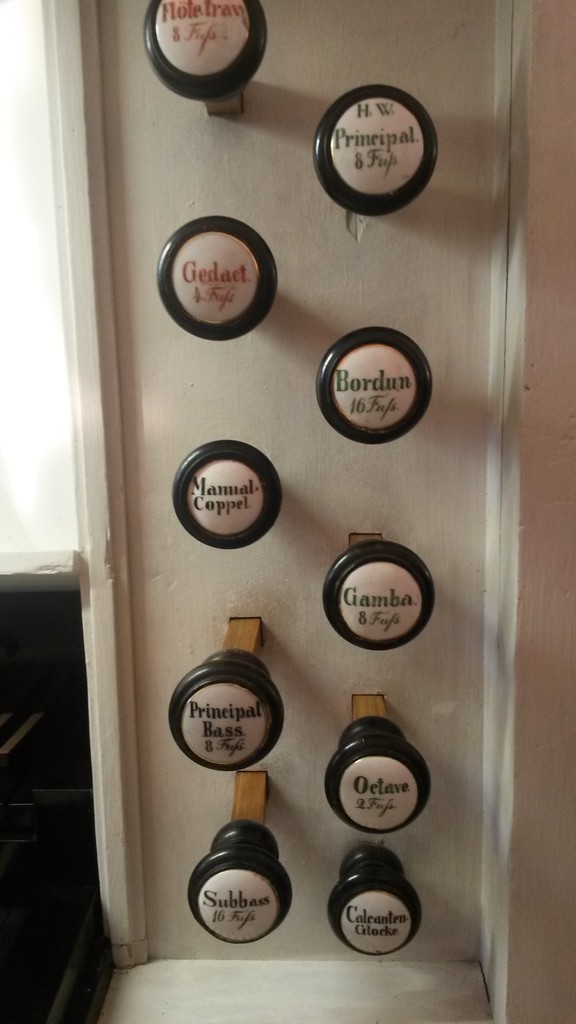 Flöte trav
8 Fuſs.
H. W.
Principal.
8 Fuſs
Gedact.
4 Fuſs
Bordun
16 Fuſs.
Manual-
Coppel
Gamba.
8 Fuſs
Principal
Bass.
8 Fuſs.
Octave
2 Fuſs.
Subbass
16 Fuſs
Calcanten-
Glocke.